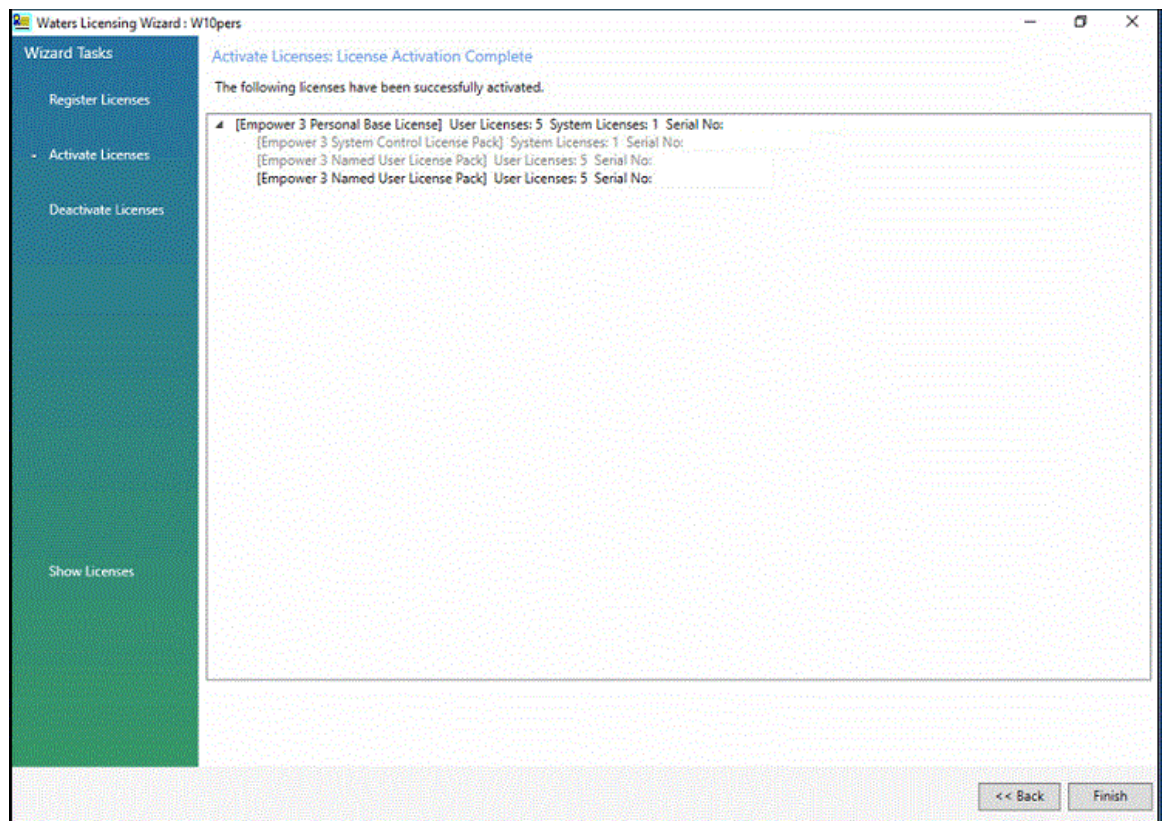 Waters Licensing Wizard : W10pers
Wizard Tasks
Register Licenses
- Activate Licenses
Deactivate Licenses
Show Licenses
Activate Licenses: License Activation Complete
The following licenses have been successfully activated.
[Empower 3 Personal Base License] User Licenses: 5 System Licenses: 1 Serial No:
[Empower 3 System Control License Pack] System Licenses: 1 Serial No:
[Empower 3 Named User License Pack] User Licenses: 5 Serial No:
[Empower 3 Named User License Pack] User Licenses: 5 Serial No:
<< Back
Finish